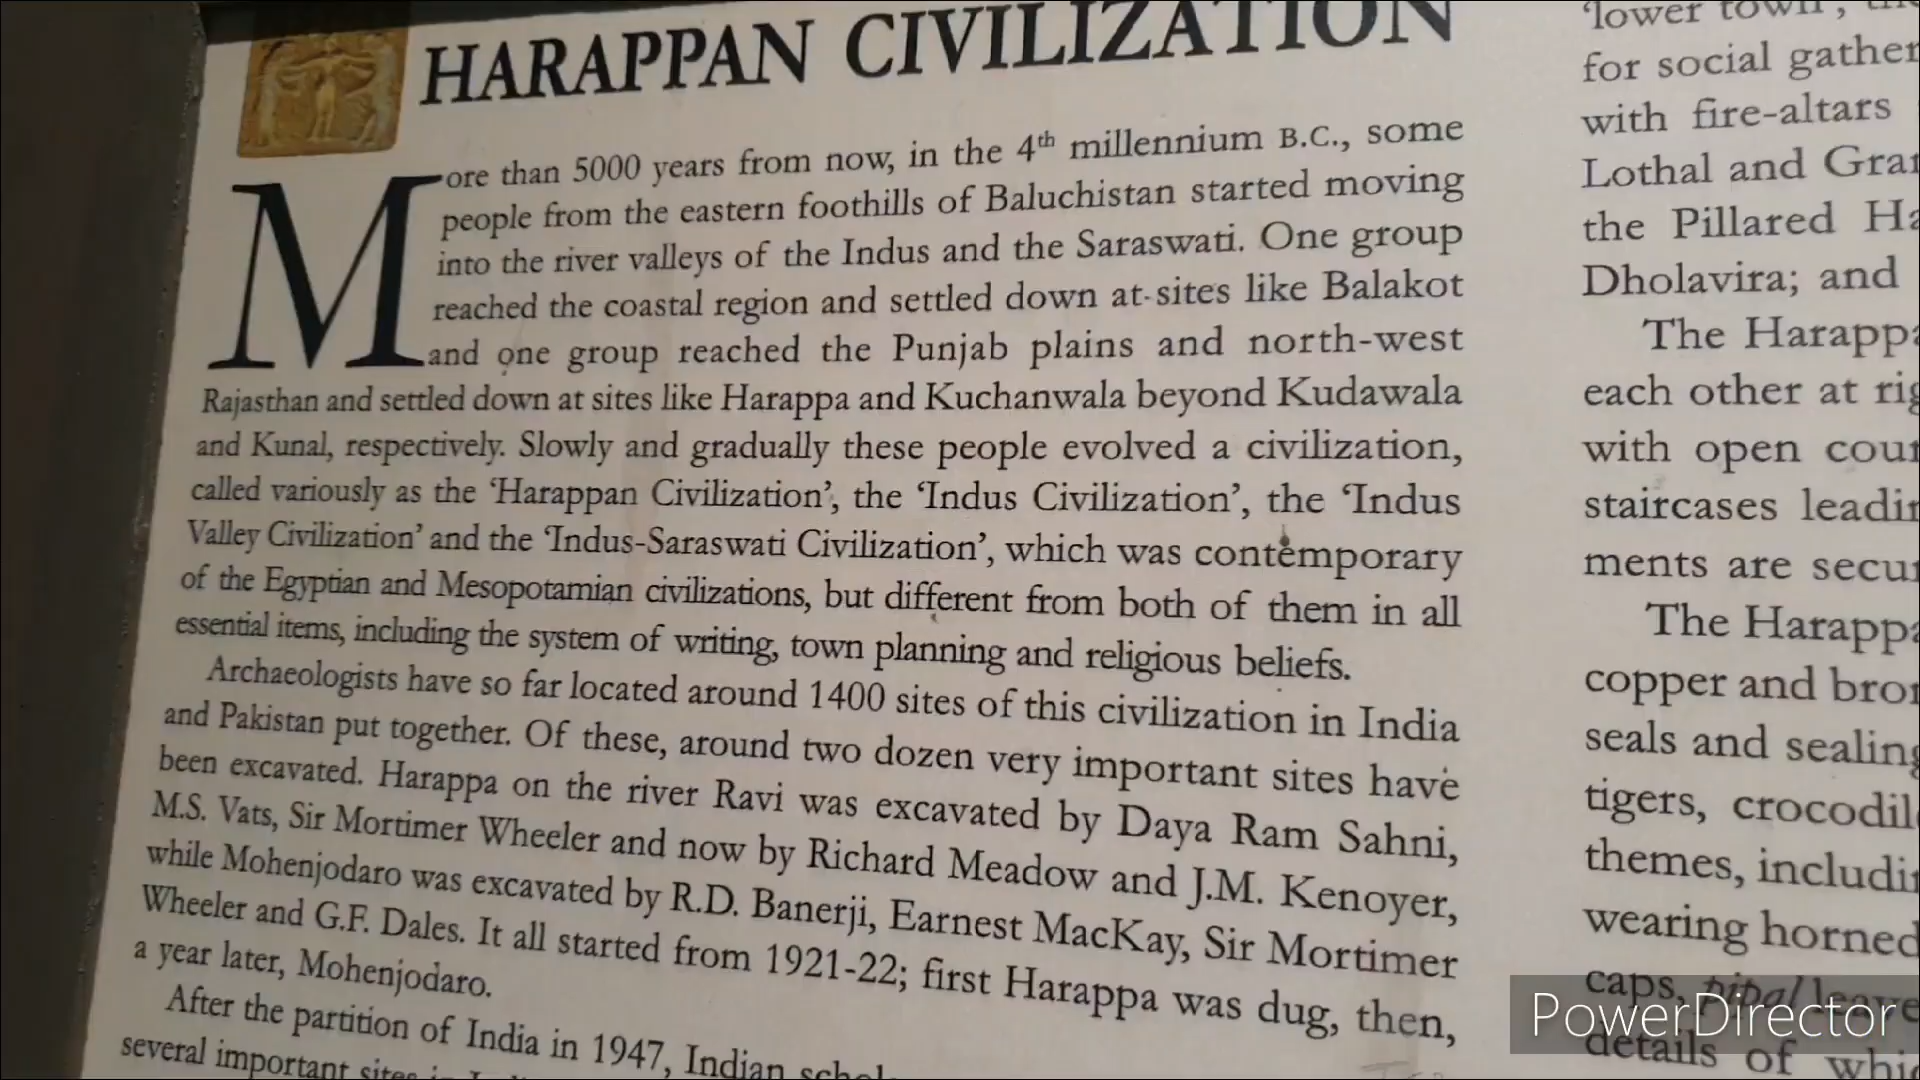 HARAPPAN CIVILIZATION
More than 5000 years from now, in the 4th millennium B.C., some
people from the eastern foothills of Baluchistan started moving
into the river valleys of the Indus and the Saraswati. One group
reached the coastal region and settled down at sites like Balakot
and one group reached the Punjab plains and north-west
Rajasthan and settled down at sites like Harappa and Kuchanwala beyond Kudawala
and Kunal, respectively. Slowly and gradually these people evolved a civilization,
called variously as the ‘Harappan Civilization’, the ‘Indus Civilization’, the ‘Indus
Valley Civilization’ and the ‘Indus-Saraswati Civilization’, which was contemporary
of the Egyptian and Mesopotamian civilizations, but different from both of them in all
essential items, including the system of writing, town planning and religious beliefs.
Archaeologists have so far located around 1400 sites of this civilization in India
and Pakistan put together. Of these, around two dozen very important sites have
been excavated. Harappa on the river Ravi was excavated by Daya Ram Sahni,
M.S. Vats, Sir Mortimer Wheeler and now by Richard Meadow and J.M. Kenoyer,
while Mohenjodaro was excavated by R.D. Banerji, Earnest MacKay, Sir Mortimer
Wheeler and G.F. Dales. It all started from 1921-22; first Harappa was dug, then,
a year later, Mohenjodaro.
After the partition of India in 1947, Indian
several important
‘lower town’,
for social
with fire-altars
Lothal and
the Pillared
Dholavira; and
The
each other at
with open
staircases
ments are
The
copper and
seals and
tigers,
themes,
wearing horned
caps, pipal
details of
PowerDirector